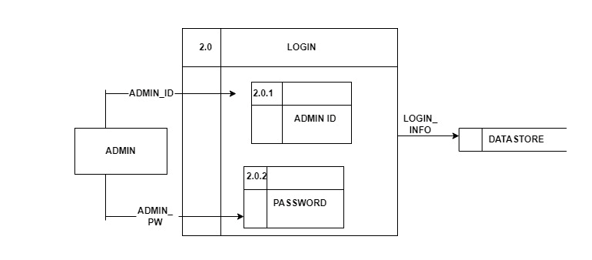 2.0
LOGIN
ADMIN_ID
2.0.1
ADMIN ID
LOGIN_
INFO
DATASTORE
ADMIN
2.0.2
PASSWORD
ADMIN_
PW